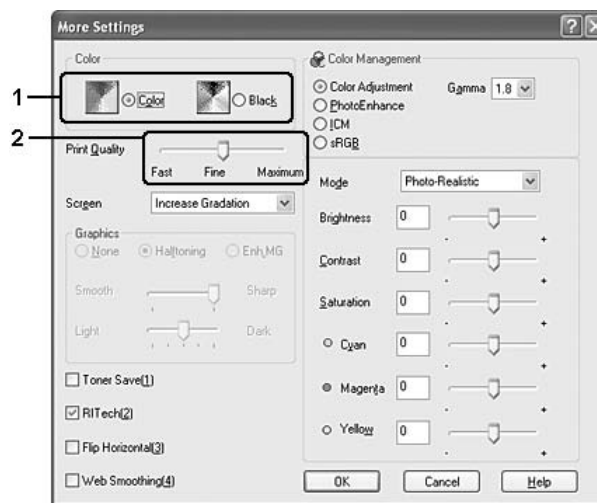 More Settings
? X
Color
1
Color
Black
2
Print Quality
Fast Fine Maximum
Screen Increase Gradation
Graphics
None Halftoning Enh,MG
Smooth Sharp
Light Dark
Toner Save(1)
RITech(2)
Flip Horizontal(3)
Web Smoothing(4)
Color Management
Color Adjustment Gamma 1.8
PhotoEnhance
ICM
sRGB
Mode Photo-Realistic
Brightness 0
- +
Contrast 0
- +
Saturation 0
- +
Cyan 0
- +
Magenta 0
- +
Yellow 0
- +
OK Cancel Help